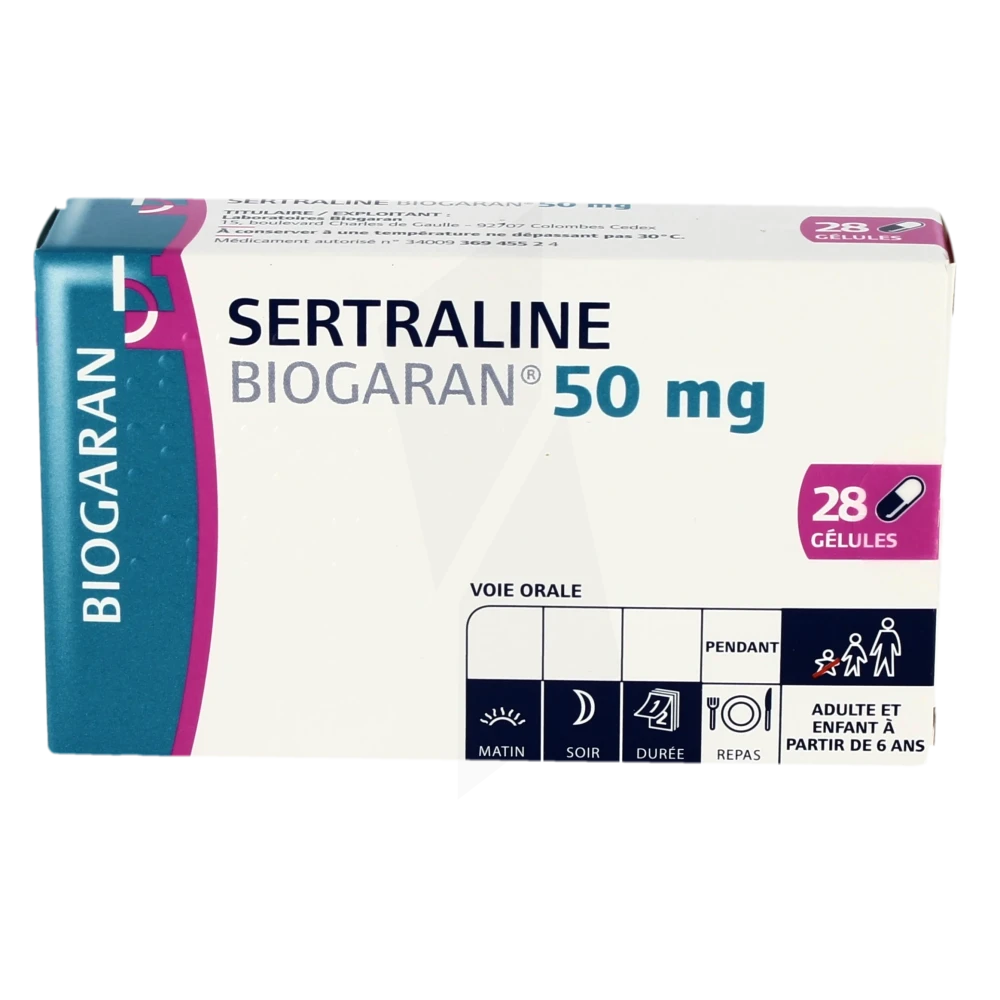 SERTRALINE BIOGARAN® 50 mg
TITULAIRE / EXPLOITANT :
Laboratoires Biogaran
15, boulevard Charles de Gaulle - 92707 Colombes Cedex
À conserver à une température ne dépassant pas 30°C.
Médicament autorisé n° 34009 369 455 2 4
28
GÉLULES
BIOGARAN
SERTRALINE
BIOGARAN® 50 mg
28
GÉLULES
VOIE ORALE
PENDANT
MATIN
SOIR
1 2
DURÉE
REPAS
ADULTE ET
ENFANT À
PARTIR DE 6 ANS